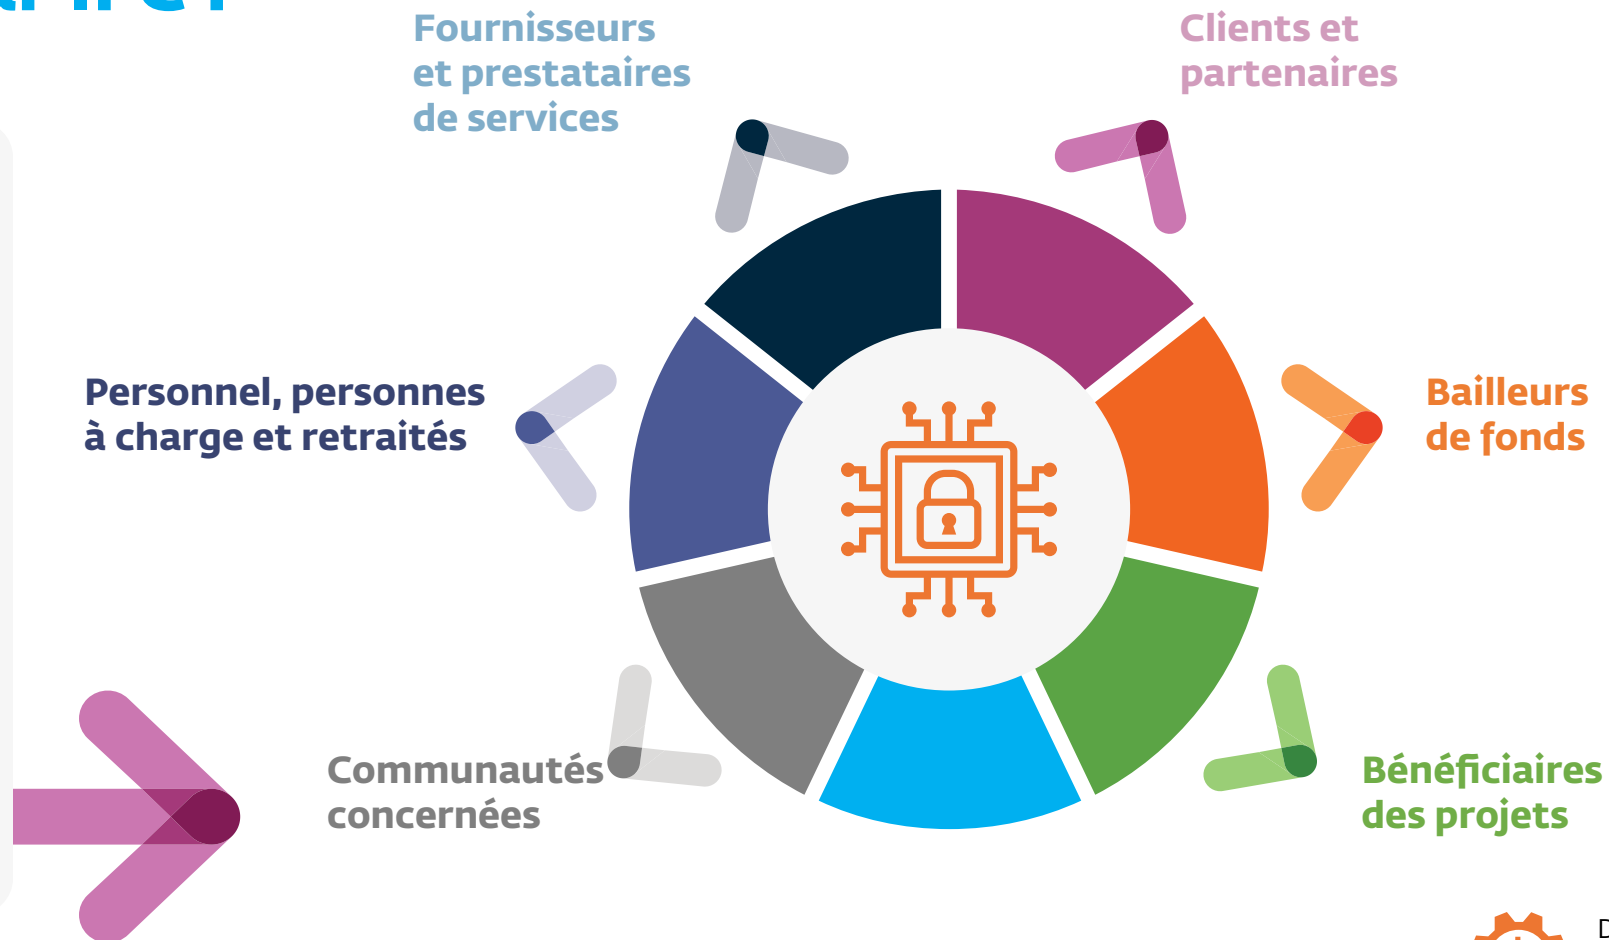 Fournisseurs
et prestataires
de services
Clients et
partenaires
Personnel, personnes
à charge et retraités
Bailleurs
de fonds
Communautés
concernées
Bénéficiaires
des projets